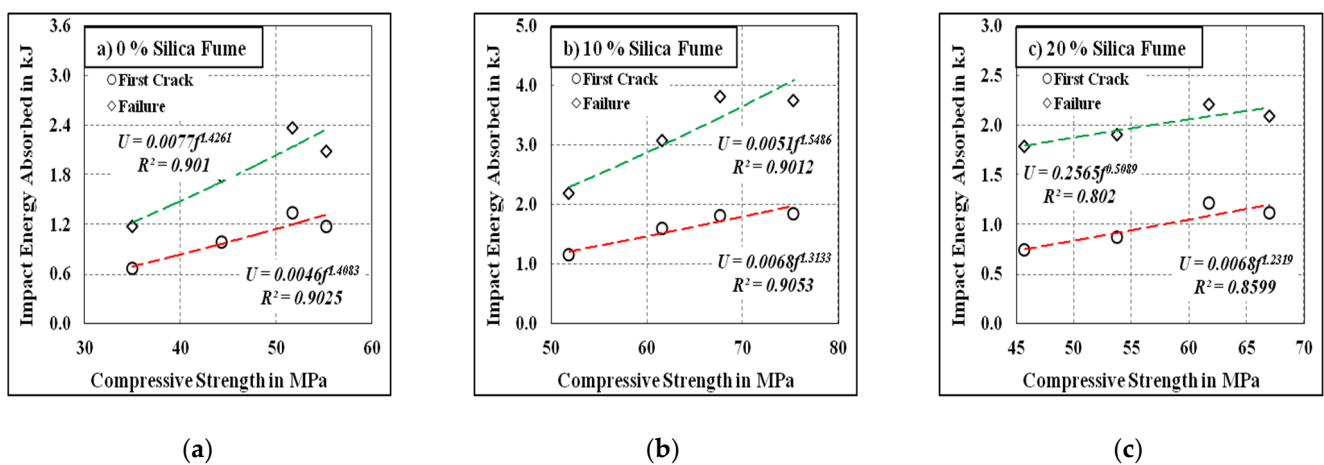 Impact Energy Absorbed in kJ
3.6
3.0
2.4
1.8
1.2
0.6
0.0
a) 0 % Silica Fume
First Crack
Failure
U = 0.0077f^1.4261
R² = 0.901
U = 0.0046f^1.4083
R² = 0.9025
30 40 50 60
Compressive Strength in MPa
(a)
Impact Energy Absorbed in kJ
5.0
4.0
3.0
2.0
1.0
0.0
b) 10 % Silica Fume
First Crack
Failure
U = 0.0051f^1.5486
R² = 0.9012
U = 0.0068f^1.3133
R² = 0.9053
50 60 70 80
Compressive Strength in MPa
(b)
Impact Energy Absorbed in kJ
3.0
2.5
2.0
1.5
1.0
0.5
0.0
c) 20 % Silica Fume
First Crack
Failure
U = 0.2565f^0.5089
R² = 0.802
U = 0.0068f^1.2319
R² = 0.8599
45 50 55 60 65 70
Compressive Strength in MPa
(c)